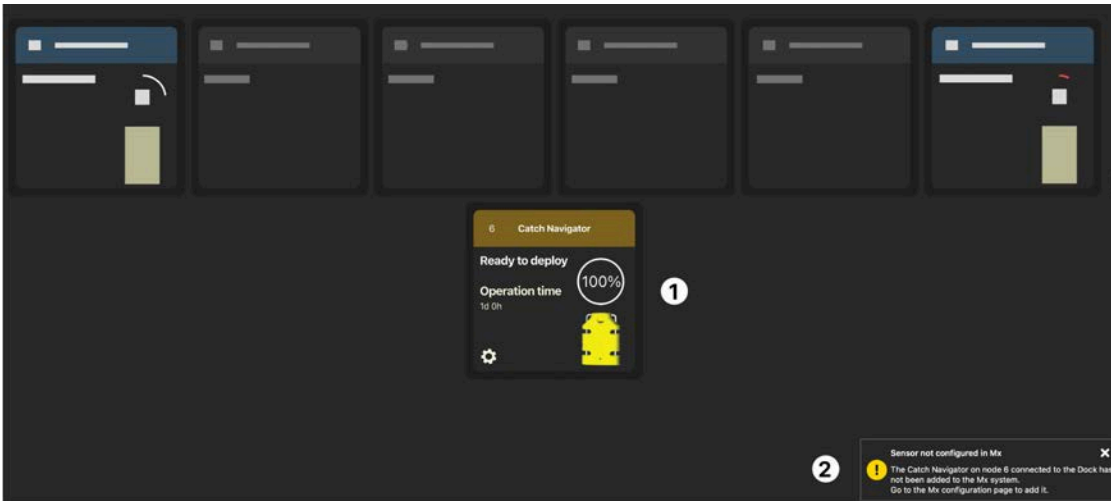 6 Catch Navigator
Ready to deploy
100%
Operation time
1d 0h
1
2
Sensor not configured in Mx
The Catch Navigator on node 6 connected to the Dock has
not been added to the Mx system.
Go to the Mx configuration page to add it.